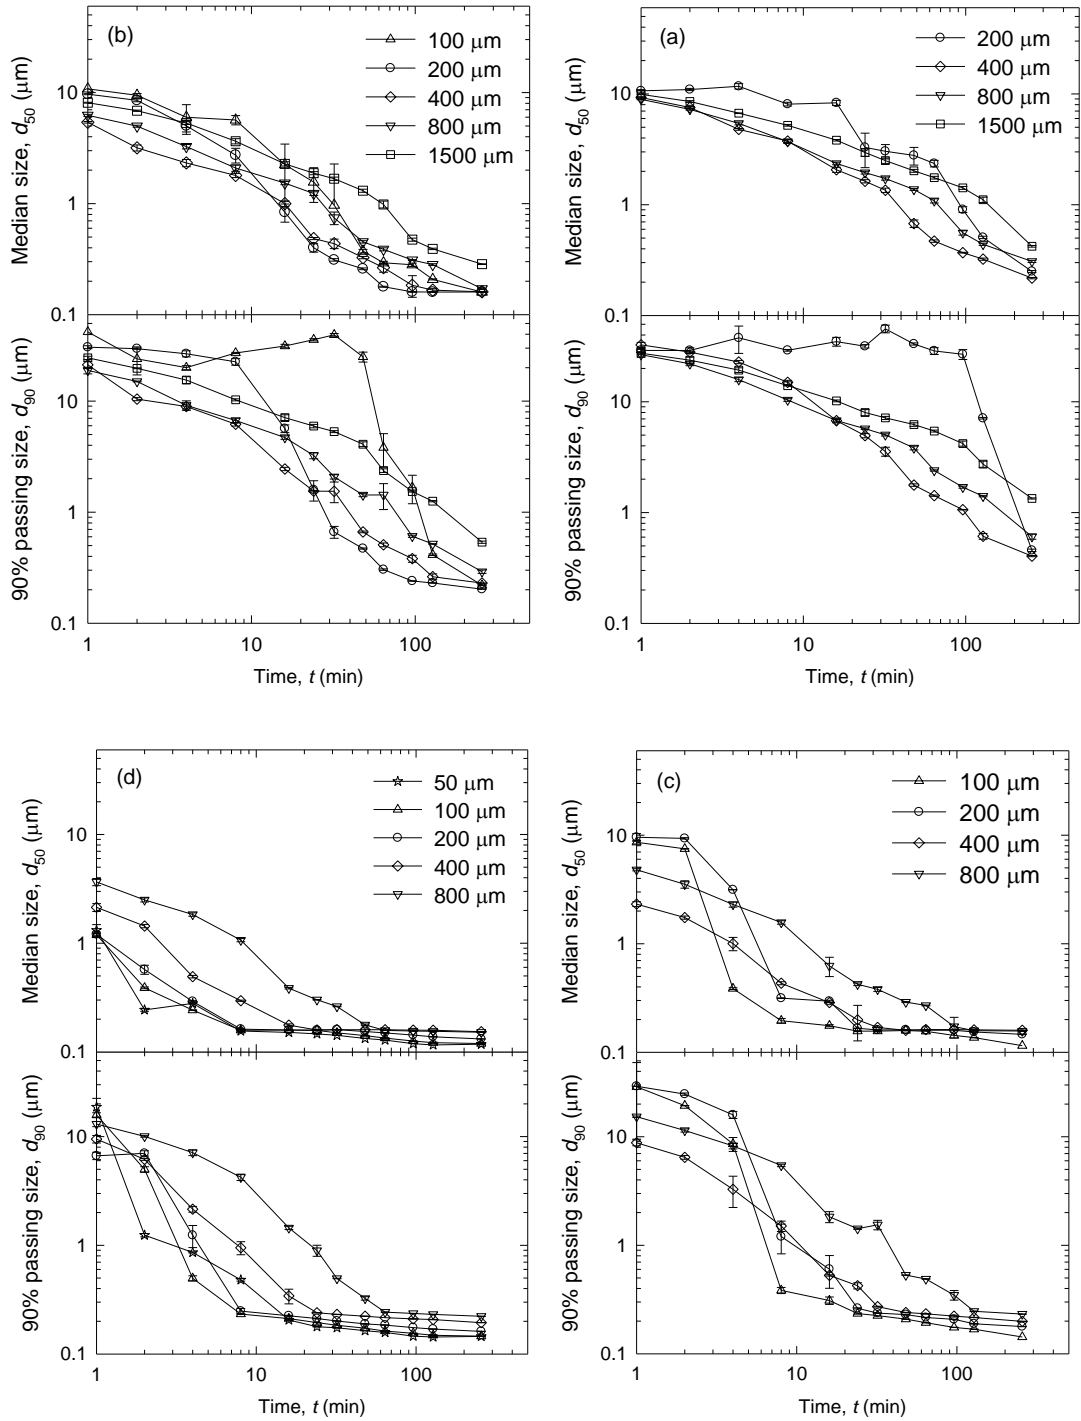 (b)
100 μm
200 μm
400 μm
800 μm
1500 μm
Median size, d50 (μm)
10
1
0.1
90% passing size, d90 (μm)
10
1
0.1
1
10
100
Time, t (min)
(a)
200 μm
400 μm
800 μm
1500 μm
Median size, d50 (μm)
10
1
0.1
90% passing size, d90 (μm)
10
1
0.1
1
10
100
Time, t (min)
(d)
50 μm
100 μm
200 μm
400 μm
800 μm
Median size, d50 (μm)
10
1
0.1
90% passing size, d90 (μm)
10
1
0.1
1
10
100
Time, t (min)
(c)
100 μm
200 μm
400 μm
800 μm
Median size, d50 (μm)
10
1
0.1
90% passing size, d90 (μm)
10
1
0.1
1
10
100
Time, t (min)